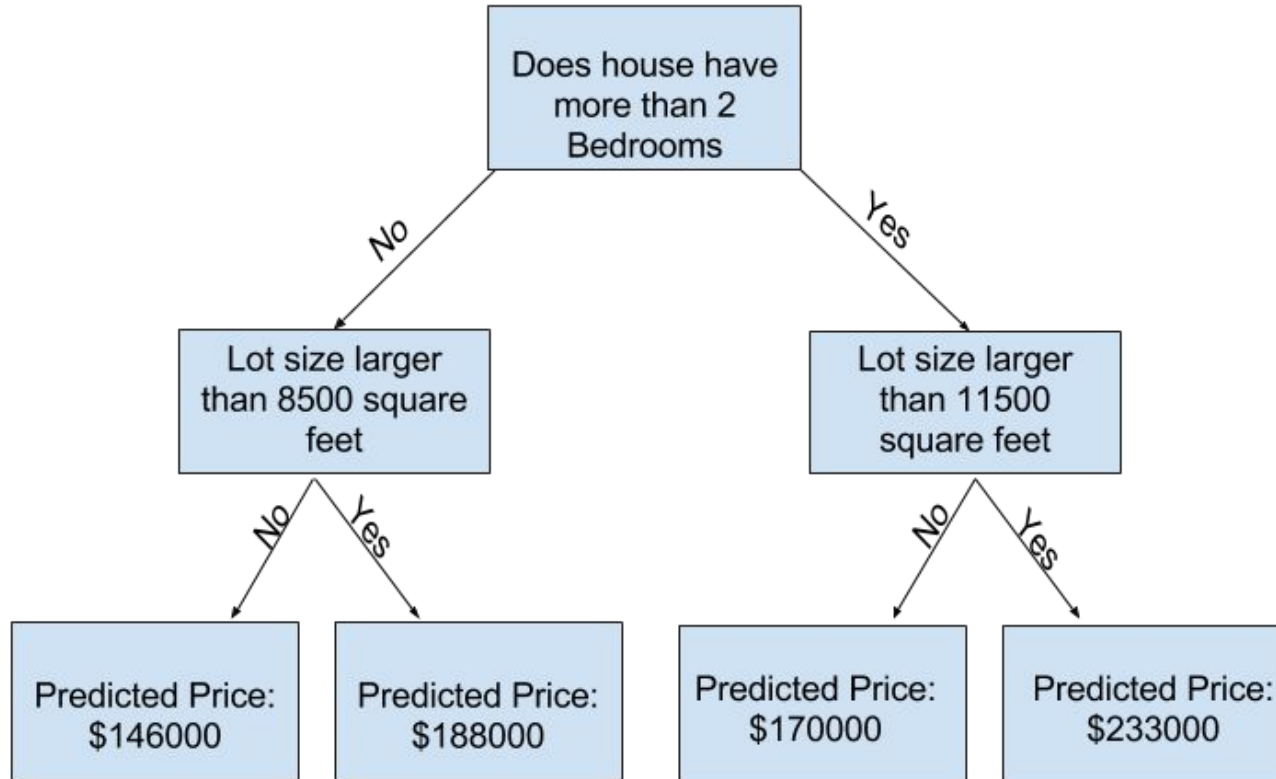 Does house have
more than 2
Bedrooms
No
Yes
Lot size larger
than 8500 square
feet
Lot size larger
than 11500
square feet
No
Yes
No
Yes
Predicted Price:
$146000
Predicted Price:
$188000
Predicted Price:
$170000
Predicted Price:
$233000